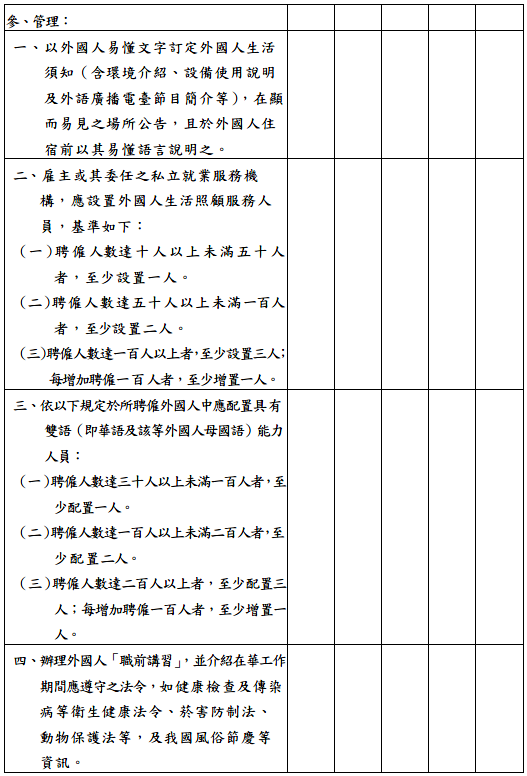 參、管理：
一、以外國人易懂文字訂定外國人生活
須知（含環境介紹、設備使用說明
及外語廣播電臺節目簡介等），在顯
而易見之場所公告，且於外國人住
宿前以其易懂語言說明之。
二、雇主或其委任之私立就業服務機
構，應設置外國人生活照顧服務人
員，基準如下：
（一）聘僱人數達十人以上未滿五十人
者，至少設置一人。
（二）聘僱人數達五十人以上未滿一百人
者，至少設置二人。
（三）聘僱人數達一百人以上者，至少設置三人；
每增加聘僱一百人者，至少增置一人。
三、依以下規定於所聘僱外國人中應配置具有
雙語（即華語及該等外國人母國語）能力
人員：
（一）聘僱人數達三十人以上未滿一百人者，至
少配置一人。
（二）聘僱人數達一百人以上未滿二百人者，至
少配置二人。
（三）聘僱人數達二百人以上者，至少配置三
人；每增加聘僱一百人者，至少增置一
人。
四、辦理外國人「職前講習」，並介紹在華工作
期間應遵守之法令，如健康檢查及傳染
病等衛生健康法令、菸害防制法、
動物保護法等，及我國風俗節慶等
資訊。